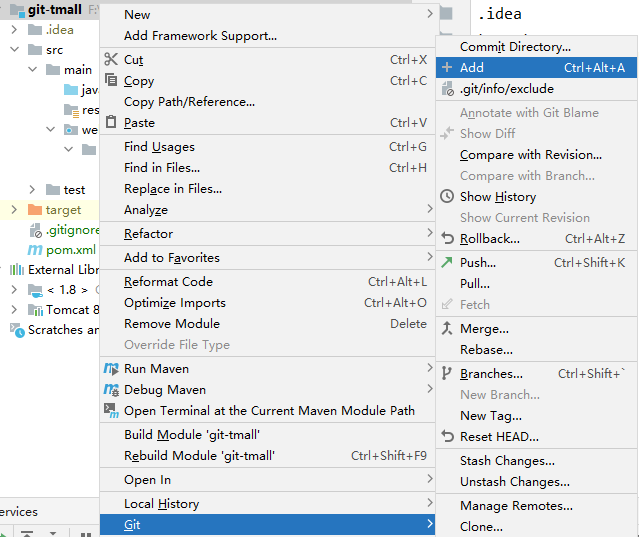 git-tmall
.idea
src
main
test
target
.gitignore
pom.xml
External Lib
< 1.8 >
Tomcat 8
Scratches an
ervices
New
Add Framework Support...
Cut Ctrl+X
Copy Ctrl+C
Copy Path/Reference...
Paste Ctrl+V
Find Usages Ctrl+G
Find in Files... Ctrl+H
Replace in Files...
Analyze
Refactor
Add to Favorites
Reformat Code Ctrl+Alt+L
Optimize Imports Ctrl+Alt+O
Remove Module Delete
Override File Type
Run Maven
Debug Maven
Open Terminal at the Current Maven Module Path
Build Module 'git-tmall'
Rebuild Module 'git-tmall' Ctrl+Shift+F9
Open In
Local History
Git
.idea
Commit Directory...
Add Ctrl+Alt+A
.git/info/exclude
Annotate with Git Blame
Show Diff
Compare with Revision...
Compare with Branch...
Show History
Show Current Revision
Rollback... Ctrl+Alt+Z
Push... Ctrl+Shift+K
Pull...
Fetch
Merge...
Rebase...
Branches... Ctrl+Shift+`
New Branch...
New Tag...
Reset HEAD...
Stash Changes...
Unstash Changes...
Manage Remotes...
Clone...